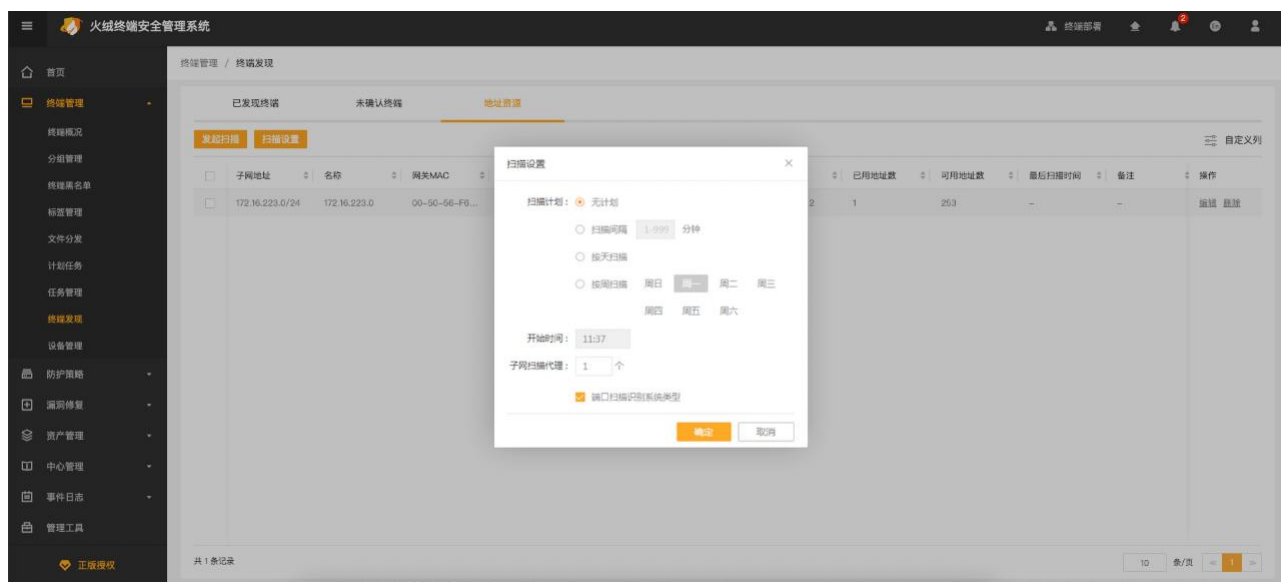 火绒终端安全管理系统
终端部署
2
首页
终端管理 / 终端发现
终端管理
已发现终端 未确认终端 地址资源
终端概况
发起扫描 扫描设置
自定义列
分组管理
扫描设置
子网地址 名称 网关MAC 已用地址数 可用地址数 最后扫描时间 备注 操作
终端黑名单
172.16.223.0/24 172.16.223.0 00-50-56-F6... 2 1 253 - - 编辑 删除
扫描计划: 无计划
标签管理
扫描间隔 1-999 分钟
文件分发
按天扫描
计划任务
按周扫描 周日 周一 周二 周三
任务管理
周四 周五 周六
终端发现
开始时间: 11:37
设备管理
子网扫描代理: 1 个
防护策略
端口扫描识别系统类型
漏洞修复
确定 取消
资产管理
中心管理
事件日志
管理工具
正版授权
共 1 条记录
10 条/页 1